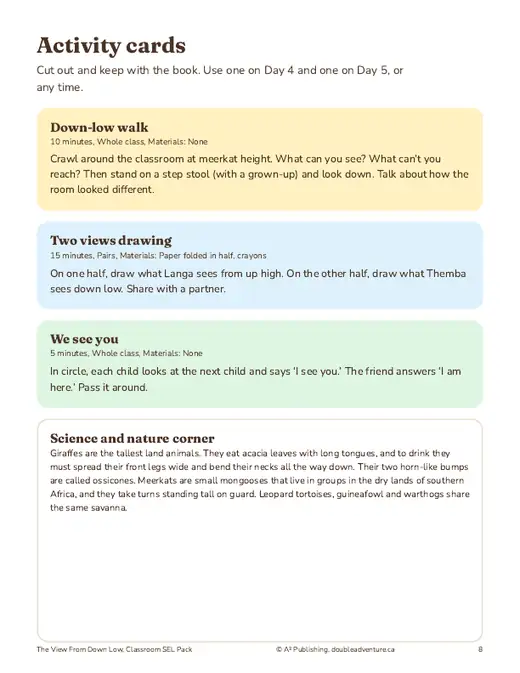 Activity cards
Cut out and keep with the book. Use one on Day 4 and one on Day 5, or
any time.
Down-low walk
10 minutes, Whole class, Materials: None
Crawl around the classroom at meerkat height. What can you see? What can't you
reach? Then stand on a step stool (with a grown-up) and look down. Talk about how the
room looked different.
Two views drawing
15 minutes, Pairs, Materials: Paper folded in half, crayons
On one half, draw what Langa sees from up high. On the other half, draw what Themba
sees down low. Share with a partner.
We see you
5 minutes, Whole class, Materials: None
In circle, each child looks at the next child and says 'I see you.' The friend answers 'I am
here.' Pass it around.
Science and nature corner
Giraffes are the tallest land animals. They eat acacia leaves with long tongues, and to drink they
must spread their front legs wide and bend their necks all the way down. Their two horn-like bumps
are called ossicones. Meerkats are small mongooses that live in groups in the dry lands of southern
Africa, and they take turns standing tall on guard. Leopard tortoises, guineafowl and warthogs share
the same savanna.
The View From Down Low, Classroom SEL Pack
© A² Publishing, doubleadventure.ca
8